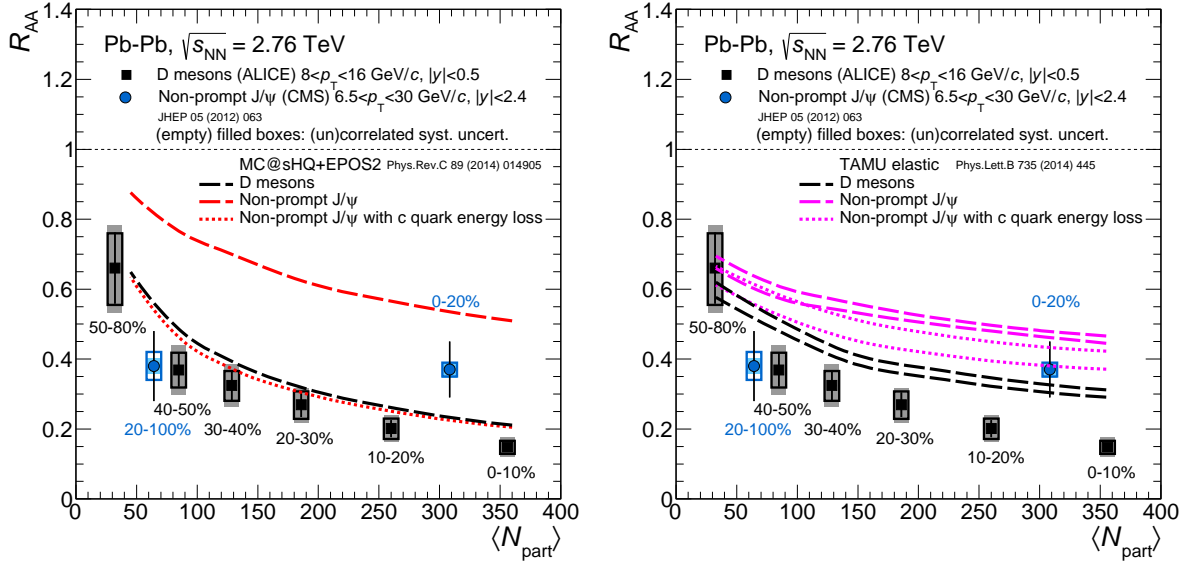 R_AA
1.4
1.2
1
0.8
0.6
0.4
0.2
0
Pb-Pb, √s_NN = 2.76 TeV
D mesons (ALICE) 8<p_T<16 GeV/c, |y|<0.5
Non-prompt J/ψ (CMS) 6.5<p_T<30 GeV/c, |y|<2.4
JHEP 05 (2012) 063
(empty) filled boxes: (un)correlated syst. uncert.
MC@sHQ+EPOS2 Phys.Rev.C 89 (2014) 014905
D mesons
Non-prompt J/ψ
Non-prompt J/ψ with c quark energy loss
0-20%
50-80%
40-50%
20-100%
30-40%
20-30%
10-20%
0-10%
0 50 100 150 200 250 300 350 400
⟨N_part⟩
R_AA
1.4
1.2
1
0.8
0.6
0.4
0.2
0
Pb-Pb, √s_NN = 2.76 TeV
D mesons (ALICE) 8<p_T<16 GeV/c, |y|<0.5
Non-prompt J/ψ (CMS) 6.5<p_T<30 GeV/c, |y|<2.4
JHEP 05 (2012) 063
(empty) filled boxes: (un)correlated syst. uncert.
TAMU elastic Phys.Lett.B 735 (2014) 445
D mesons
Non-prompt J/ψ
Non-prompt J/ψ with c quark energy loss
0-20%
50-80%
40-50%
20-100%
30-40%
20-30%
10-20%
0-10%
0 50 100 150 200 250 300 350 400
⟨N_part⟩